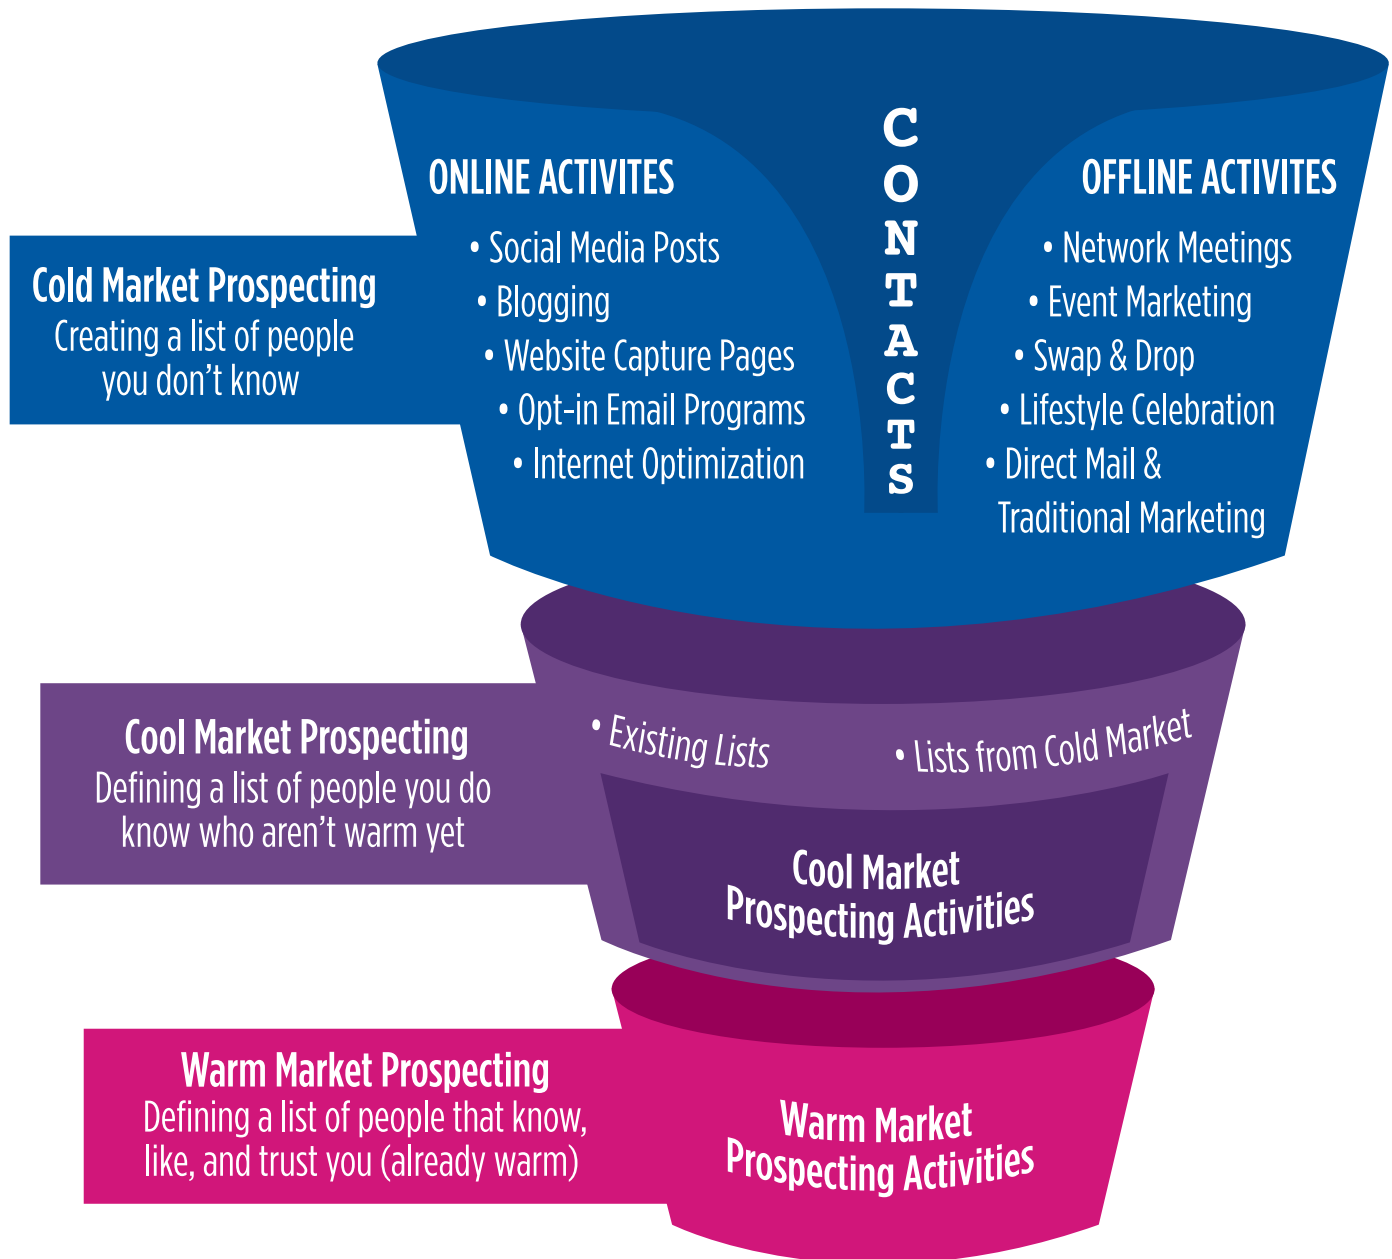 CONTACTS
ONLINE ACTIVITES
• Social Media Posts
• Blogging
• Website Capture Pages
• Opt-in Email Programs
• Internet Optimization
OFFLINE ACTIVITES
• Network Meetings
• Event Marketing
• Swap & Drop
• Lifestyle Celebration
• Direct Mail &
Traditional Marketing
Cold Market Prospecting
Creating a list of people
you don’t know
Cool Market Prospecting
Defining a list of people you do
know who aren’t warm yet
• Existing Lists
• Lists from Cold Market
Cool Market
Prospecting Activities
Warm Market Prospecting
Defining a list of people that know,
like, and trust you (already warm)
Warm Market
Prospecting Activities